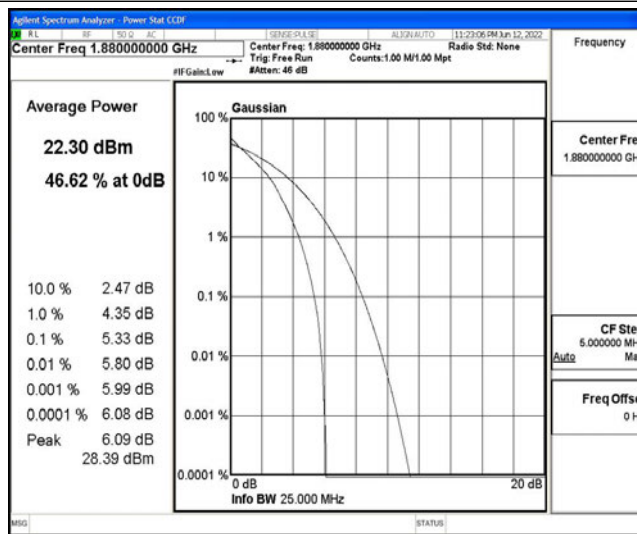 Agilent Spectrum Analyzer - Power Stat CCDF
RL RF 50 Ω AC SENSE:PULSE ALIGN AUTO 11:23:06 PM Jun 12, 2022
Center Freq 1.880000000 GHz
Center Freq: 1.880000000 GHz Radio Std: None
Trig: Free Run Counts:1.00 M/1.00 Mpt
#IFGain:Low #Atten: 46 dB
Frequency
Average Power
22.30 dBm
46.62 % at 0dB
10.0 % 2.47 dB
1.0 % 4.35 dB
0.1 % 5.33 dB
0.01 % 5.80 dB
0.001 % 5.99 dB
0.0001 % 6.08 dB
Peak 6.09 dB
28.39 dBm
Gaussian
100 %
10 %
1 %
0.1 %
0.01 %
0.001 %
0.0001 %
0 dB 20 dB
Info BW 25.000 MHz
Center Fre
1.880000000 GH
CF Ste
5.000000 MH
Auto Ma
Freq Offse
0 H
MSG STATUS